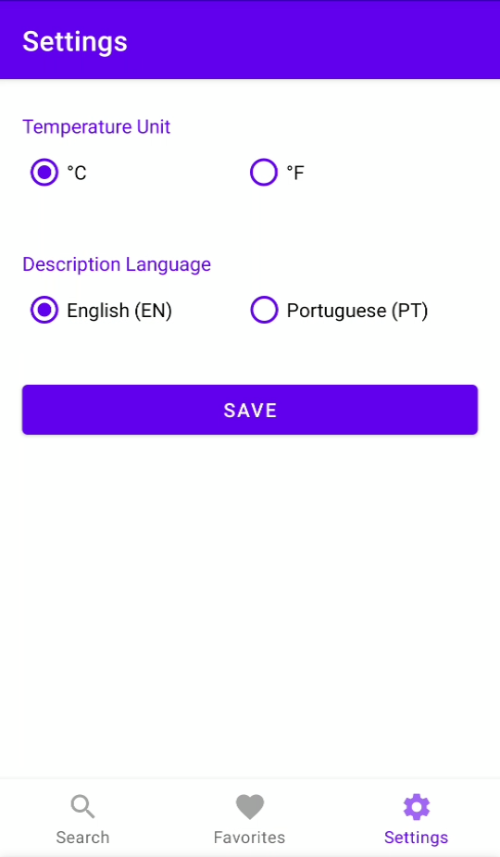 Settings
Temperature Unit
°C °F
Description Language
English (EN) Portuguese (PT)
SAVE
Search Favorites Settings